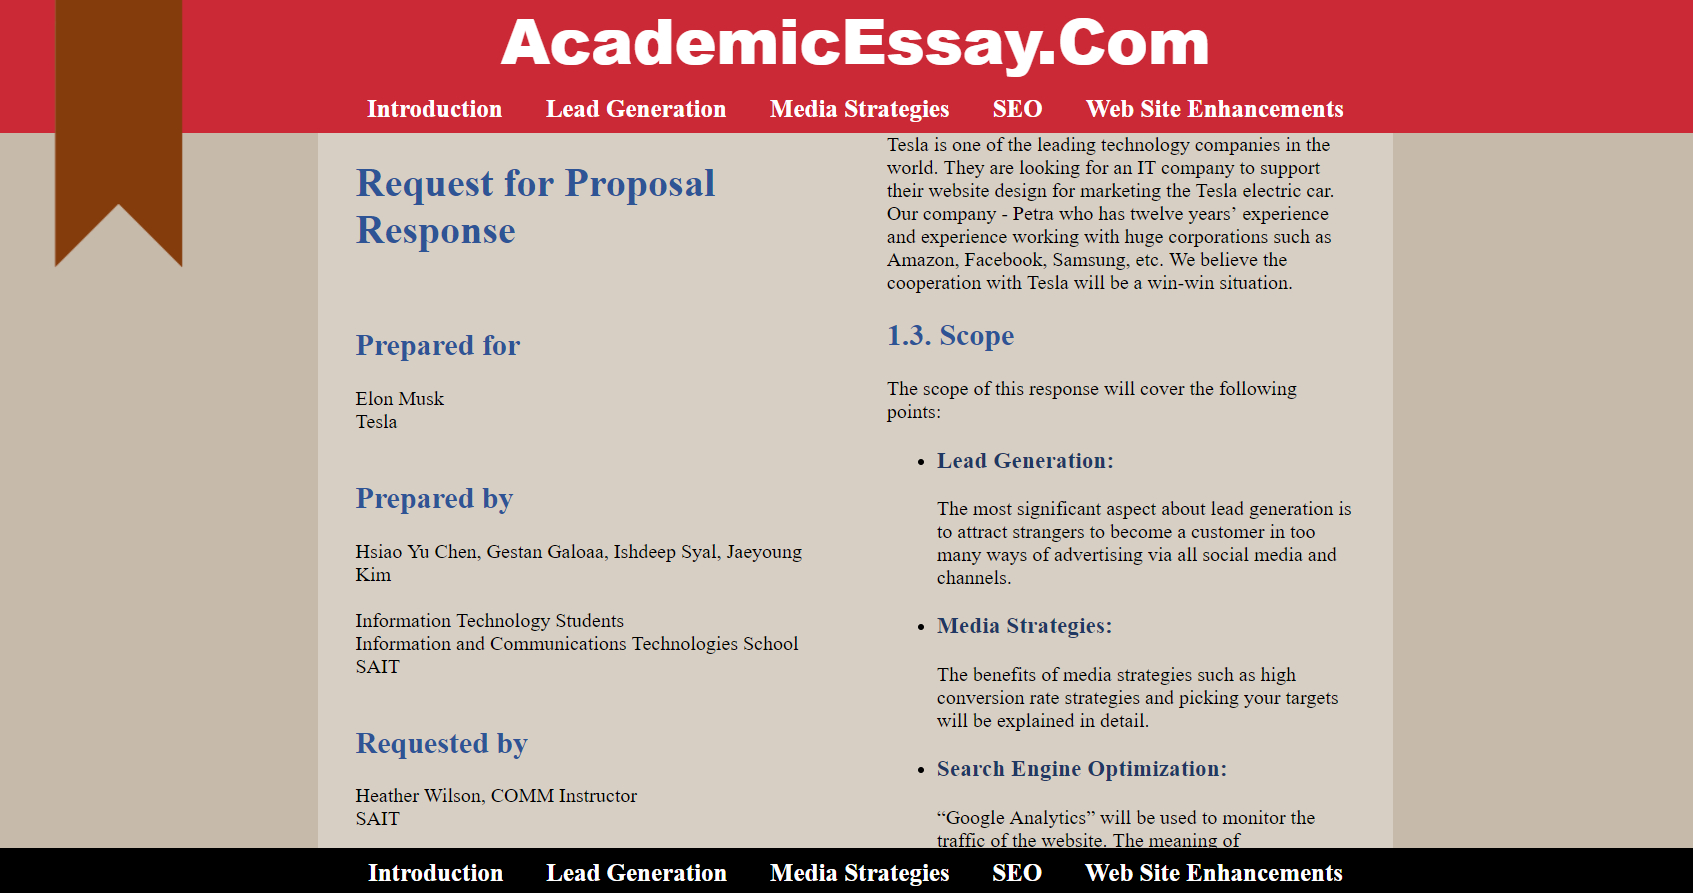 AcademicEssay.Com
Introduction Lead Generation Media Strategies SEO Web Site Enhancements
Request for Proposal
Response
Prepared for
Elon Musk
Tesla
Prepared by
Hsiao Yu Chen, Gestan Galoaa, Ishdeep Syal, Jaeyoung
Kim
Information Technology Students
Information and Communications Technologies School
SAIT
Requested by
Heather Wilson, COMM Instructor
SAIT
Tesla is one of the leading technology companies in the
world. They are looking for an IT company to support
their website design for marketing the Tesla electric car.
Our company - Petra who has twelve years’ experience
and experience working with huge corporations such as
Amazon, Facebook, Samsung, etc. We believe the
cooperation with Tesla will be a win-win situation.
1.3. Scope
The scope of this response will cover the following
points:
• Lead Generation:
The most significant aspect about lead generation is
to attract strangers to become a customer in too
many ways of advertising via all social media and
channels.
• Media Strategies:
The benefits of media strategies such as high
conversion rate strategies and picking your targets
will be explained in detail.
• Search Engine Optimization:
“Google Analytics” will be used to monitor the
traffic of the website. The meaning of
Introduction Lead Generation Media Strategies SEO Web Site Enhancements